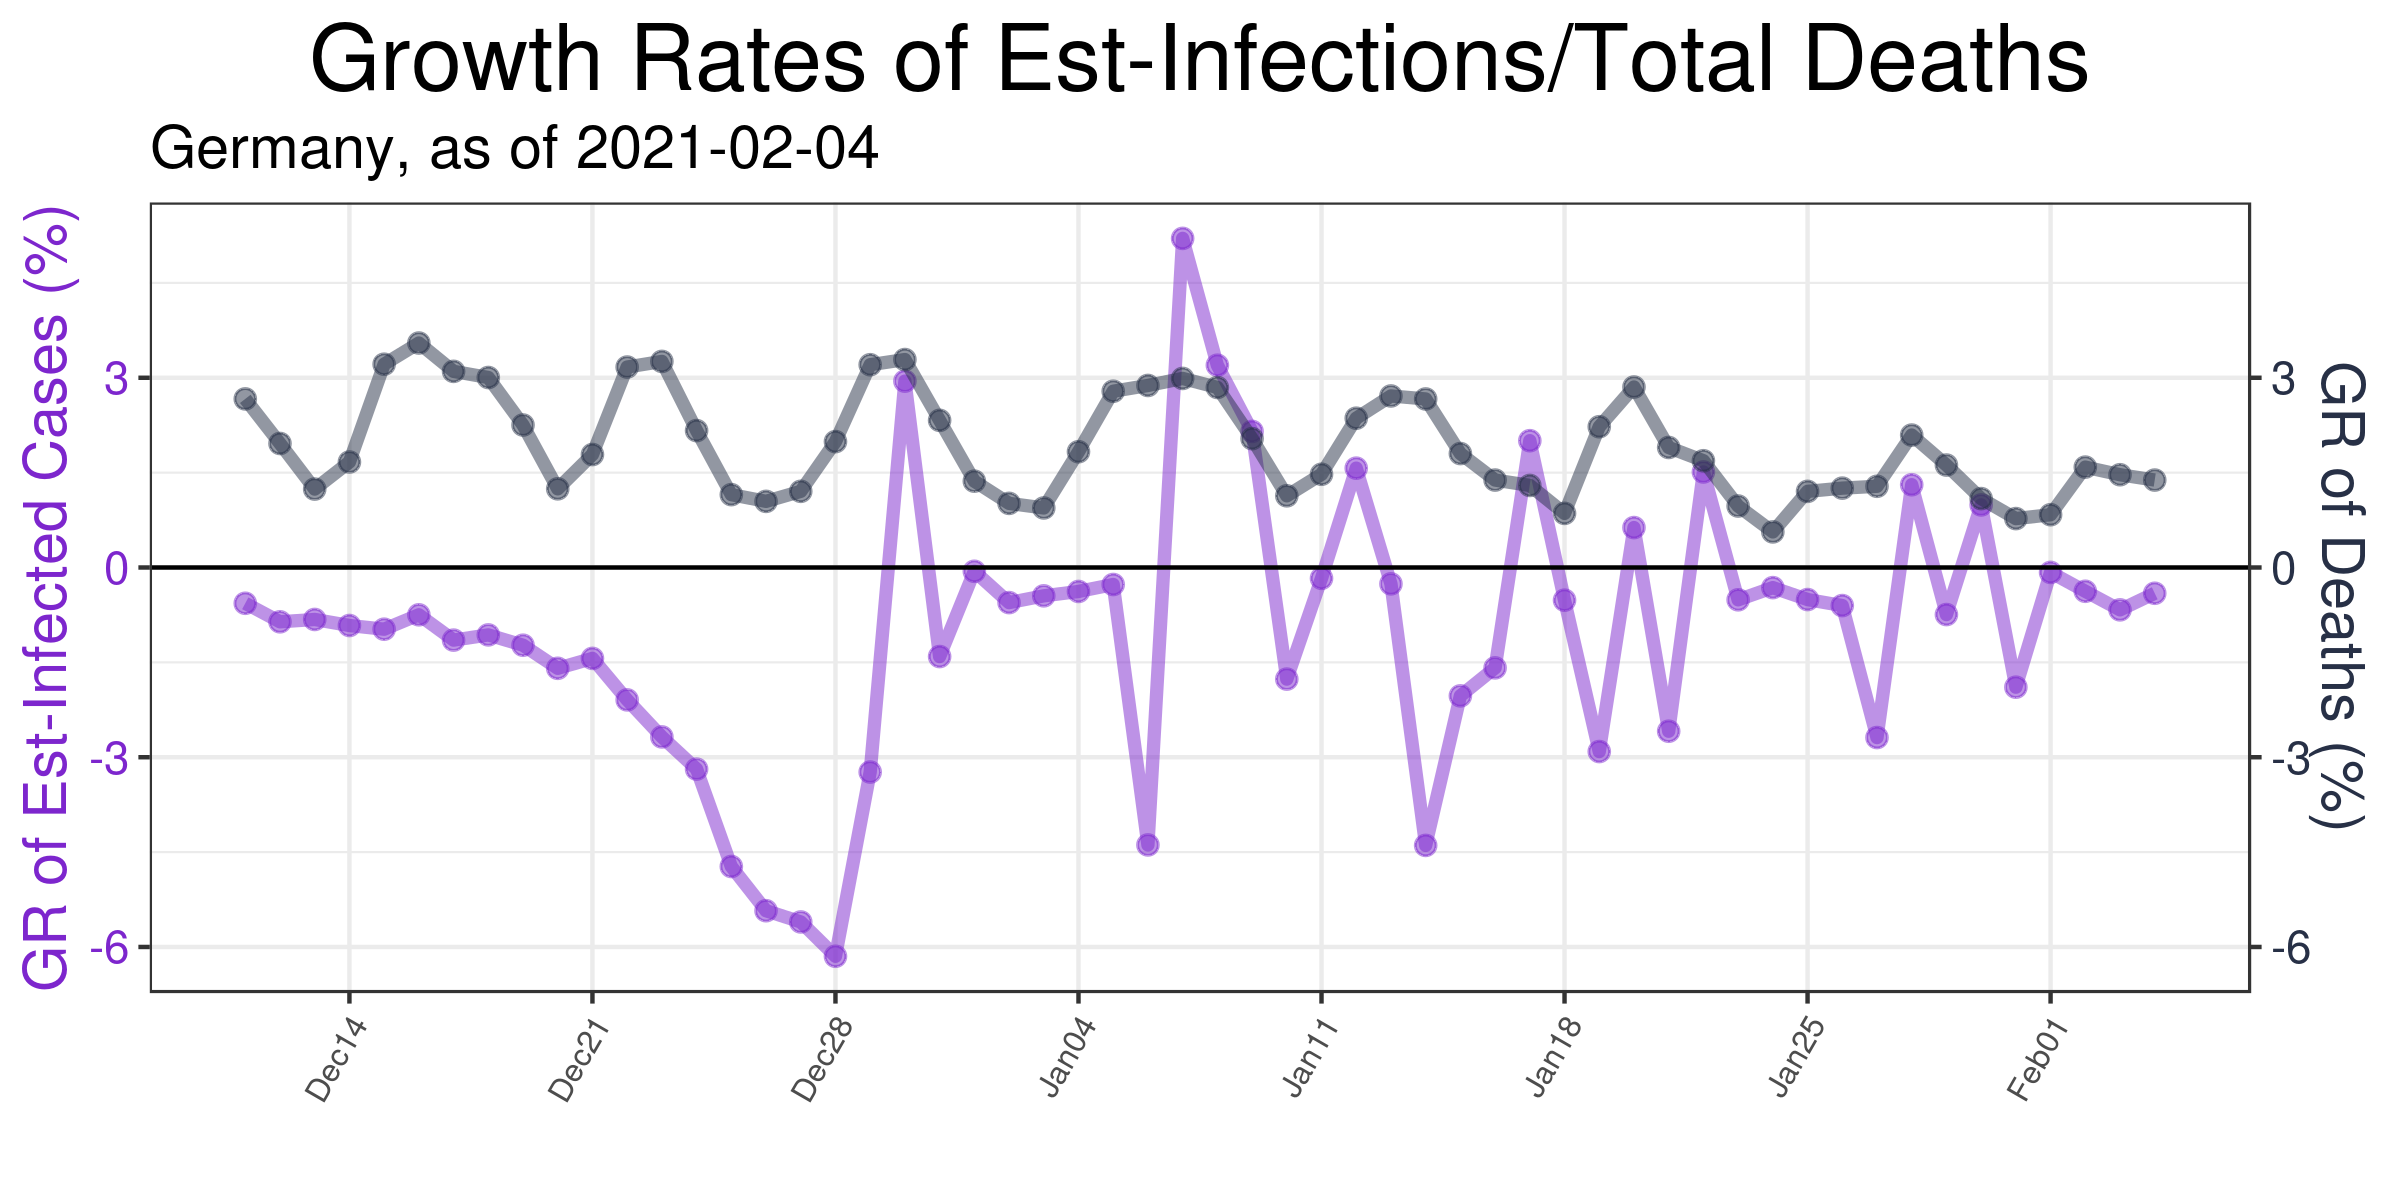 Growth Rates of Est-Infections/Total Deaths
Germany, as of 2021-02-04
GR of Est-Infected Cases (%)
3
0
-3
-6
3
0
-3
-6
GR of Deaths (%)
Dec14
Dec21
Dec28
Jan04
Jan11
Jan18
Jan25
Feb01